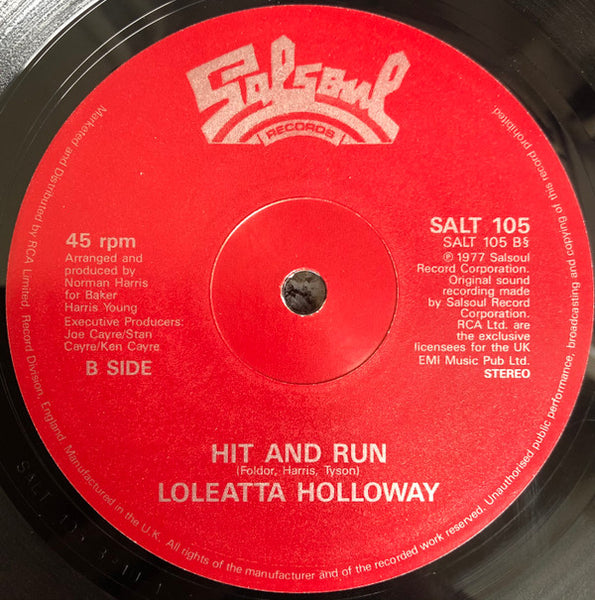 Salsoul
RECORDS
45 rpm
Arranged and
produced by
Norman Harris
for Baker
Harris Young
Executive Producers:
Joe Cayre/Stan
Cayre/Ken Cayre
B SIDE
SALT 105
SALT 105 B§
℗ 1977 Salsoul
Record Corporation.
Original sound
recording made
by Salsoul Record
Corporation.
RCA Ltd. are
the exclusive
licensees for the UK
EMI Music Pub Ltd.
STEREO
HIT AND RUN
(Foldor, Harris, Tyson)
LOLEATTA HOLLOWAY
Marketed and Distributed by RCA Limited, Record Division, England. Manufactured in the U.K. All rights of the manufacturer and of the recorded work reserved. Unauthorised public performance, broadcasting and copying of this record prohibited.